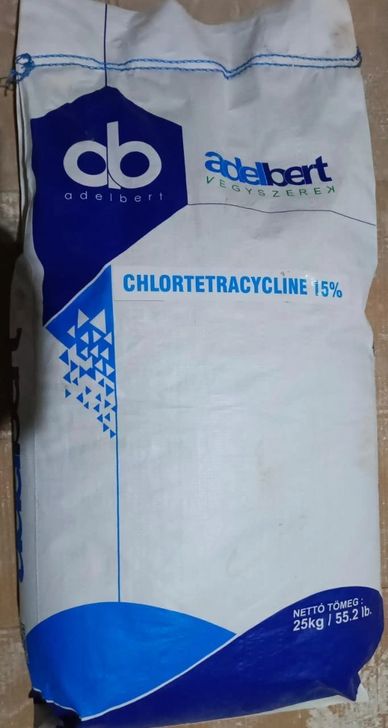 ab
adelbert
adelbert
VEGYSZEREK
CHLORTETRACYCLINE 15%
NETTÓ TÖMEG :
25kg / 55.2 lb.